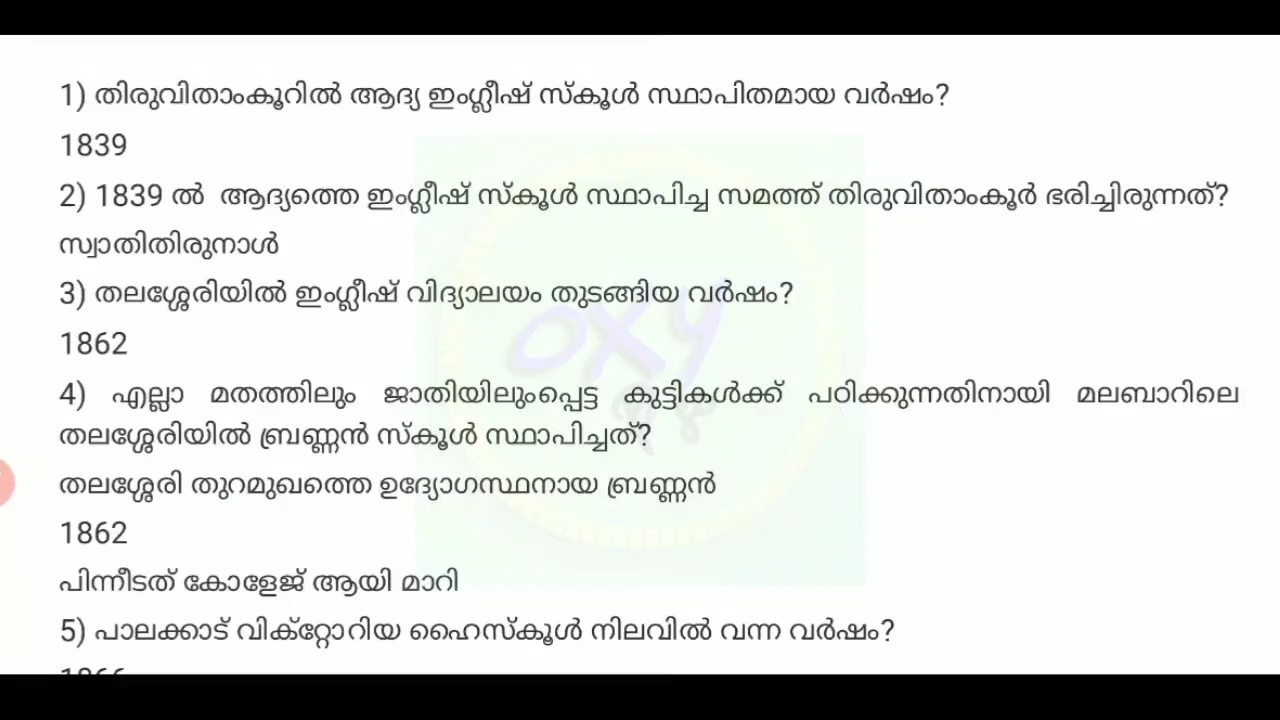 1) തിരുവിതാംകൂറിൽ ആദ്യ ഇംഗ്ലീഷ് സ്കൂൾ സ്ഥാപിതമായ വർഷം?
1839
2) 1839 ൽ ആദ്യത്തെ ഇംഗ്ലീഷ് സ്കൂൾ സ്ഥാപിച്ച സമത്ത് തിരുവിതാംകൂർ ഭരിച്ചിരുന്നത്?
സ്വാതിതിരുനാൾ
3) തലശ്ശേരിയിൽ ഇംഗ്ലീഷ് വിദ്യാലയം തുടങ്ങിയ വർഷം?
1862
4) എല്ലാ മതത്തിലും ജാതിയിലുംപ്പെട്ട കുട്ടികൾക്ക് പഠിക്കുന്നതിനായി മലബാറിലെ
തലശ്ശേരിയിൽ ബ്രണ്ണൻ സ്കൂൾ സ്ഥാപിച്ചത്?
തലശ്ശേരി തുറമുഖത്തെ ഉദ്യോഗസ്ഥനായ ബ്രണ്ണൻ
1862
പിന്നീടത് കോളേജ് ആയി മാറി
5) പാലക്കാട് വിക്റ്റോറിയ ഹൈസ്കൂൾ നിലവിൽ വന്ന വർഷം?
oxy